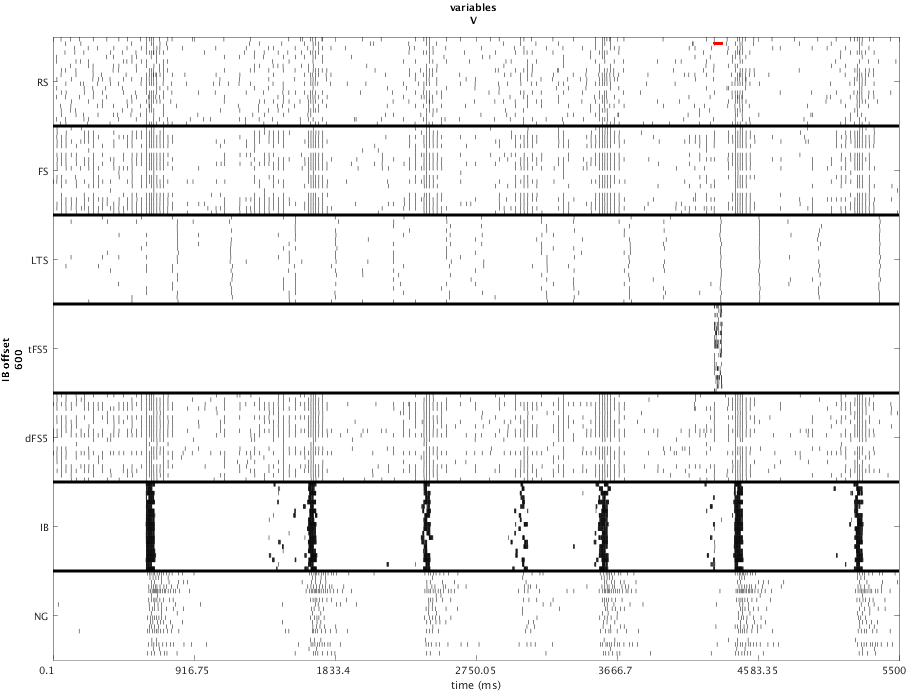 variables
V
RS
FS
LTS
tFS5
dFS5
IB
NG
IB offset
600
0.1
916.75
1833.4
2750.05
3666.7
4583.35
5500
time (ms)